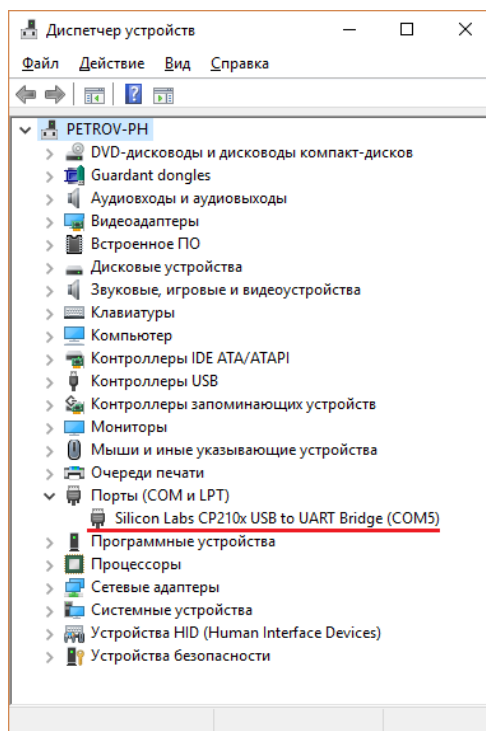 Диспетчер устройств
Файл Действие Вид Справка
PETROV-PH
DVD-дисководы и дисководы компакт-дисков
Guardant dongles
Аудиовходы и аудиовыходы
Видеоадаптеры
Встроенное ПО
Дисковые устройства
Звуковые, игровые и видеоустройства
Клавиатуры
Компьютер
Контроллеры IDE ATA/ATAPI
Контроллеры USB
Контроллеры запоминающих устройств
Мониторы
Мыши и иные указывающие устройства
Очереди печати
Порты (COM и LPT)
Silicon Labs CP210x USB to UART Bridge (COM5)
Программные устройства
Процессоры
Сетевые адаптеры
Системные устройства
Устройства HID (Human Interface Devices)
Устройства безопасности